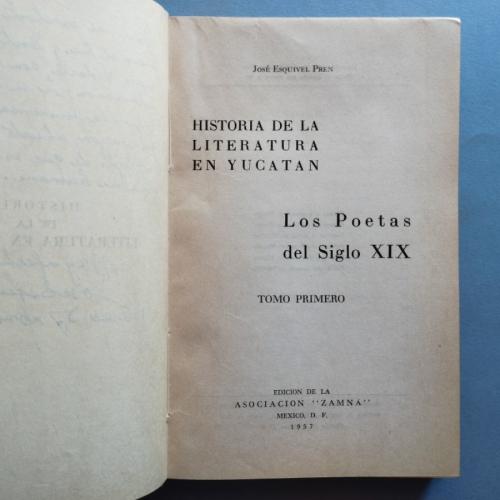 José Esquivel Pren
HISTORIA DE LA
LITERATURA
EN YUCATAN
Los Poetas
del Siglo XIX
TOMO PRIMERO
EDICION DE LA
ASOCIACION "ZAMNÁ"
MEXICO, D. F.
1957